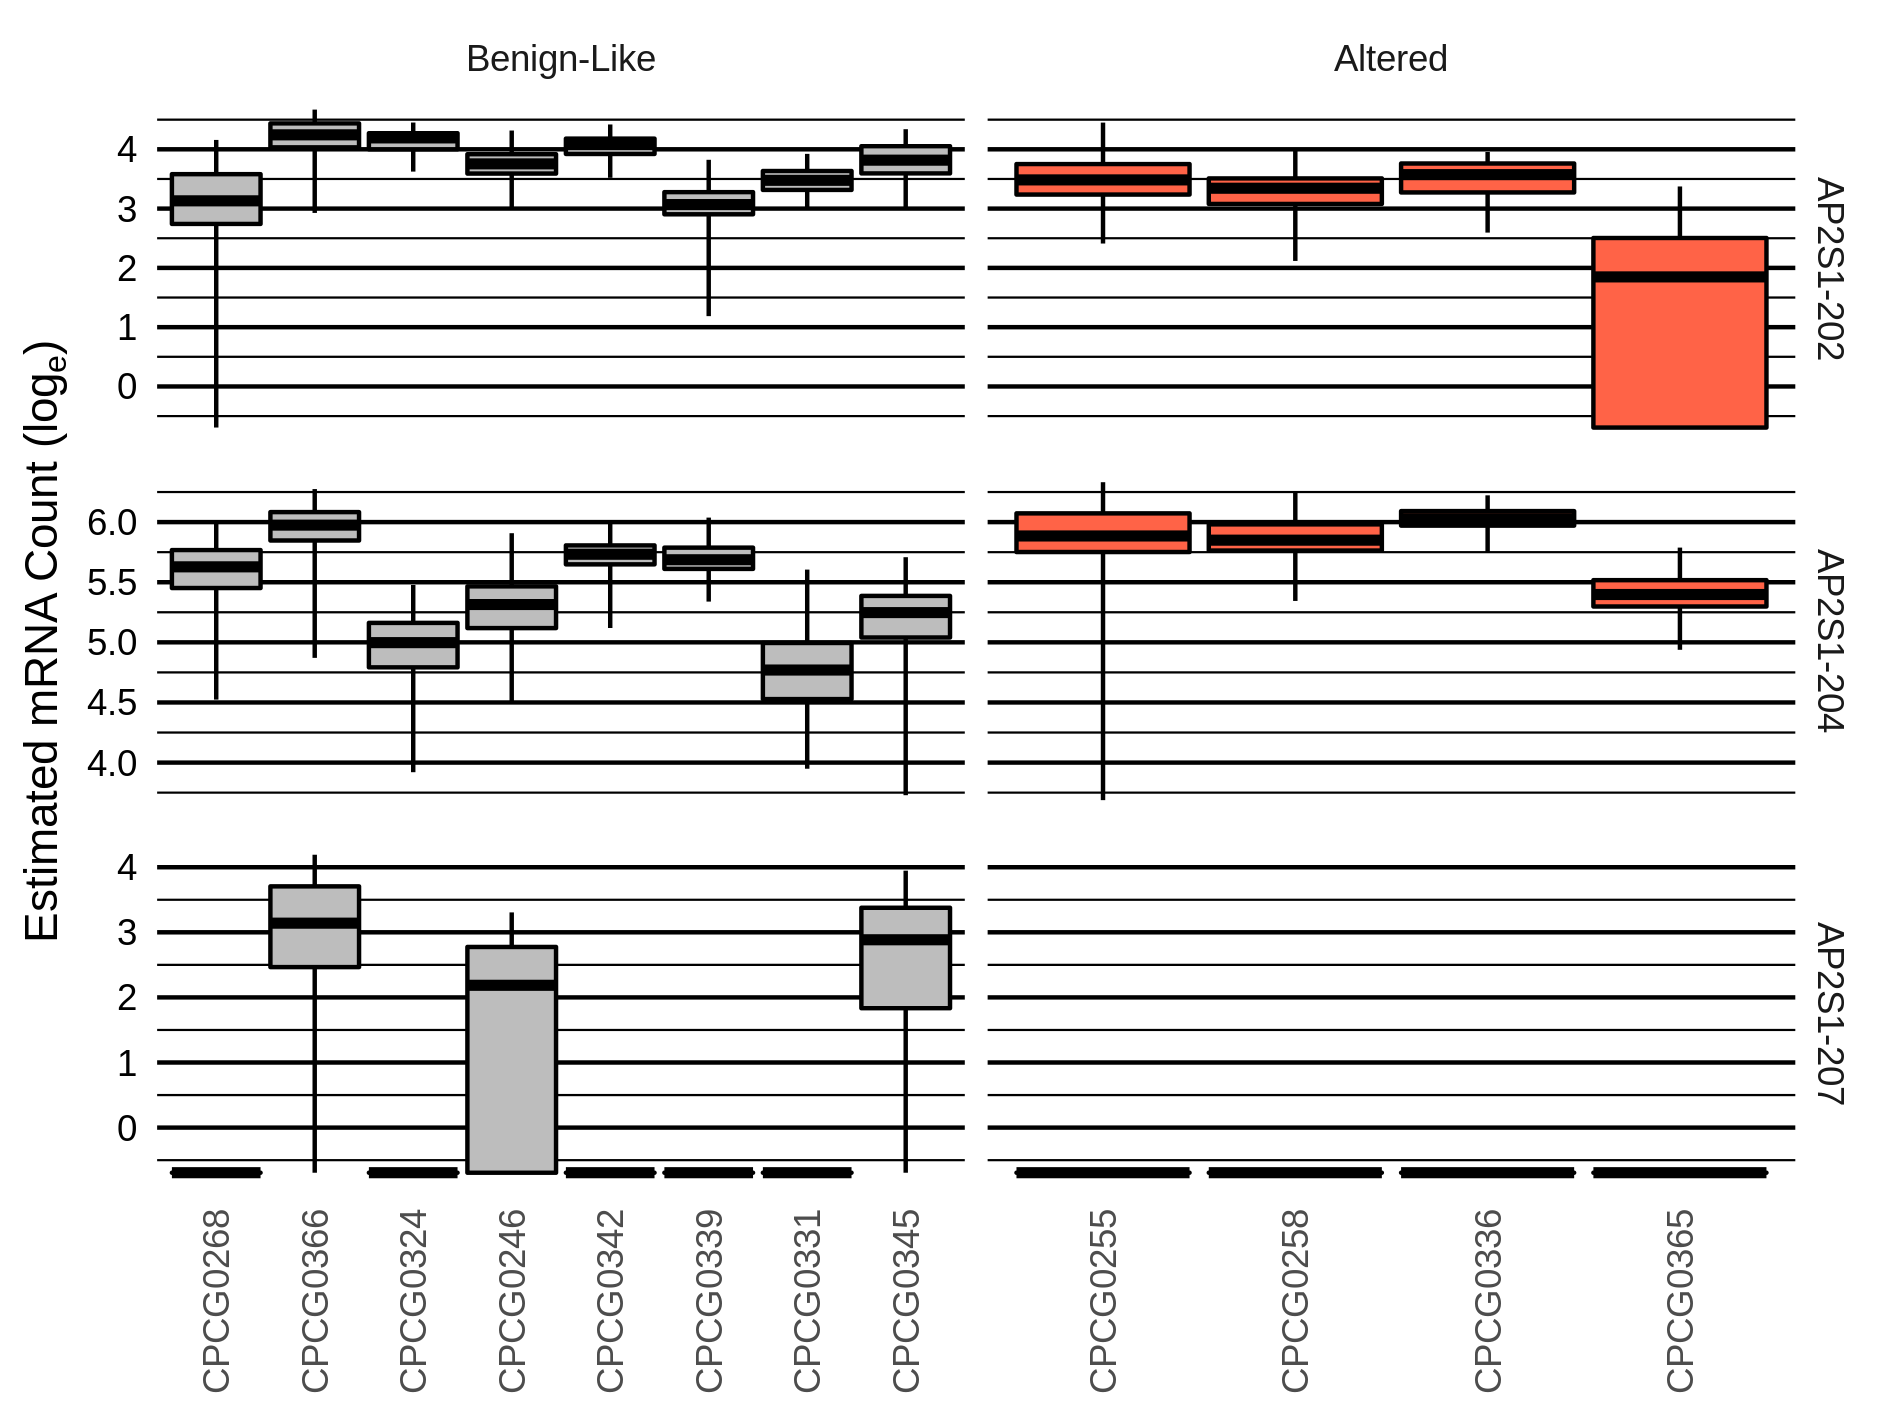 Benign-Like
Altered
Estimated mRNA Count (logₑ)
4
3
2
1
0
AP2S1-202
6.0
5.5
5.0
4.5
4.0
AP2S1-204
4
3
2
1
0
AP2S1-207
CPCG0268
CPCG0366
CPCG0324
CPCG0246
CPCG0342
CPCG0339
CPCG0331
CPCG0345
CPCG0255
CPCG0258
CPCG0336
CPCG0365